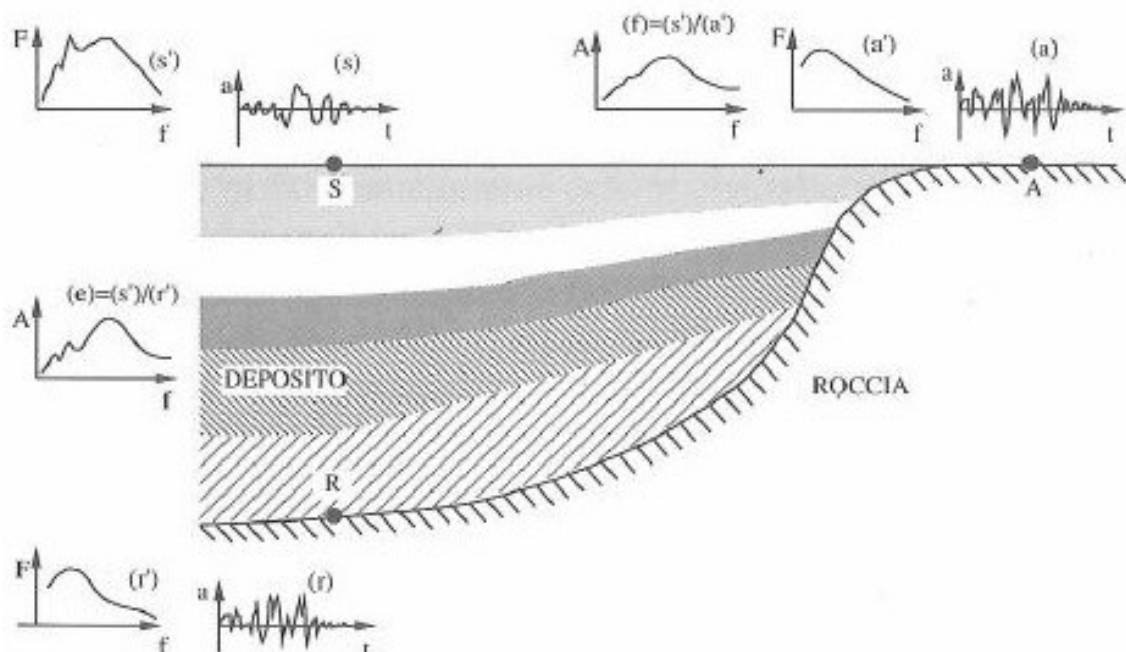 F
(s')
f
a
(s)
t
A
(f)=(s')/(a')
f
F
(a')
f
a
(a)
t
S
A
A
(e)=(s')/(r')
f
DEPOSITO
ROCCIA
R
F
(r')
f
a
(r)
t